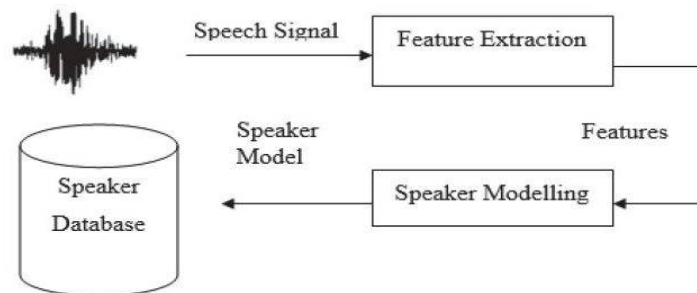 Speech Signal
Feature Extraction
Speaker
Model
Features
Speaker
Database
Speaker Modelling